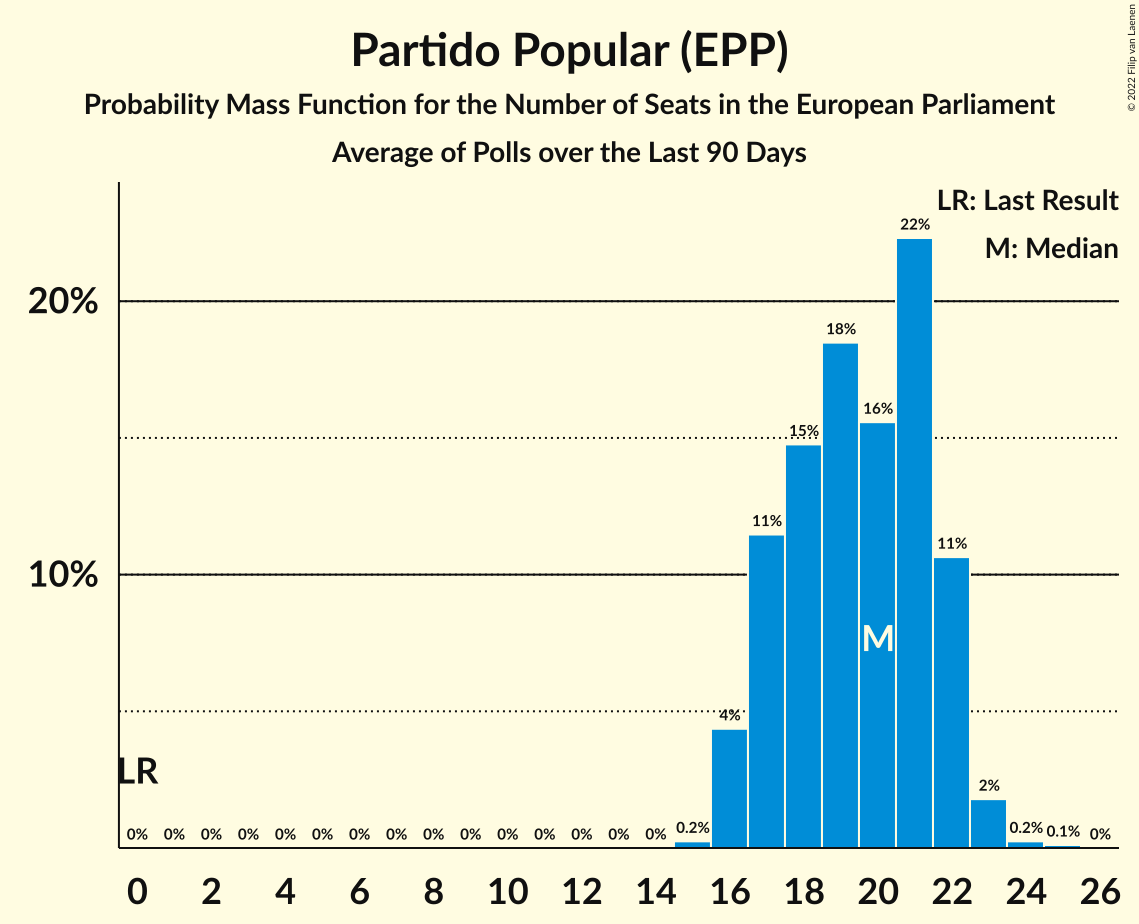 Partido Popular (EPP)
Probability Mass Function for the Number of Seats in the European Parliament
Average of Polls over the Last 90 Days
© 2022 Filip van Laenen
LR: Last Result
M: Median
22%
20%
18%
16%
15%
11%
11%
10%
M
4%
LR
2%
0% 0% 0% 0% 0% 0% 0% 0% 0% 0% 0% 0% 0% 0% 0% 0.2% 0.2% 0.1% 0%
0 2 4 6 8 10 12 14 16 18 20 22 24 26